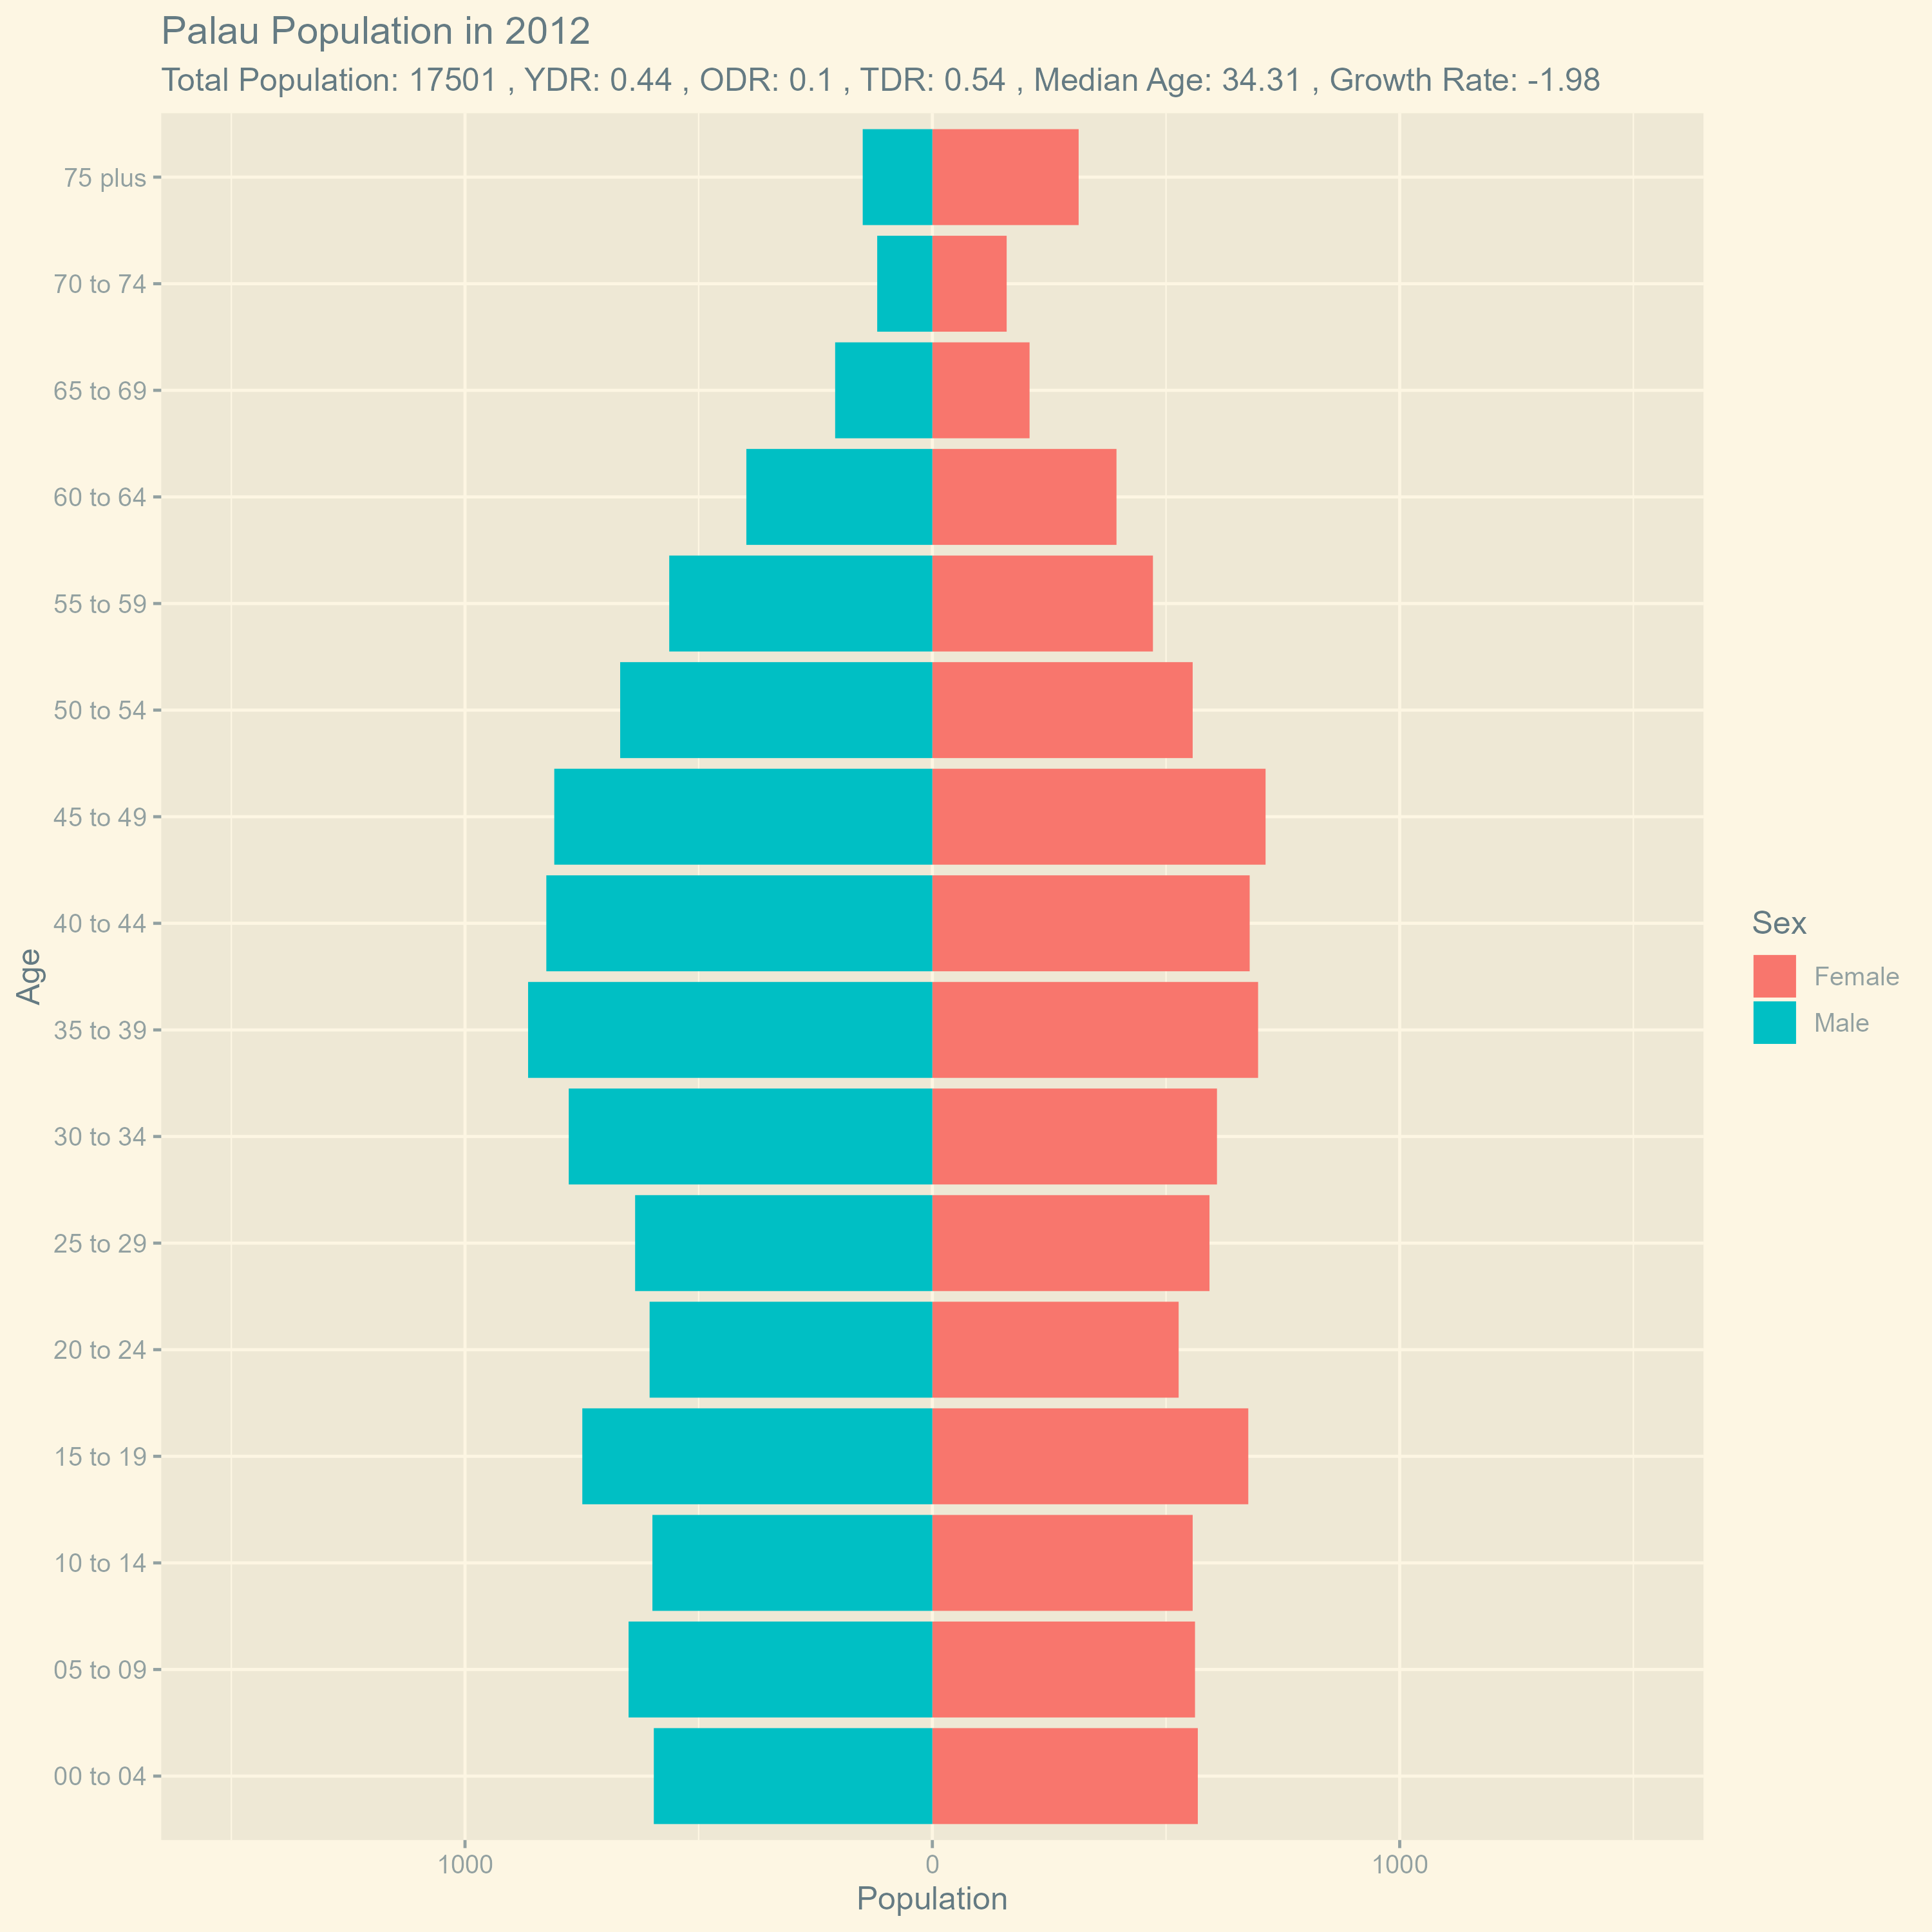 Palau Population in 2012
Total Population: 17501 , YDR: 0.44 , ODR: 0.1 , TDR: 0.54 , Median Age: 34.31 , Growth Rate: -1.98
75 plus
70 to 74
65 to 69
60 to 64
55 to 59
50 to 54
45 to 49
40 to 44
35 to 39
30 to 34
25 to 29
20 to 24
15 to 19
10 to 14
05 to 09
00 to 04
Age
1000 0 1000
Population
Sex
Female
Male